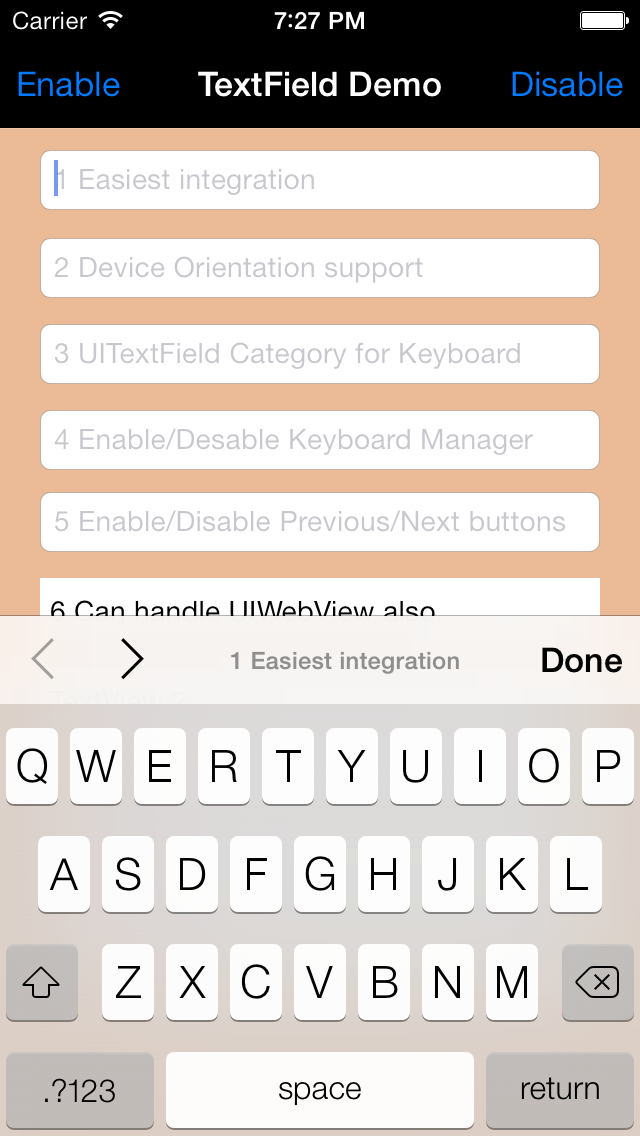 Carrier 7:27 PM
Enable TextField Demo Disable
1 Easiest integration
2 Device Orientation support
3 UITextField Category for Keyboard
4 Enable/Desable Keyboard Manager
5 Enable/Disable Previous/Next buttons
6 Can handle UIWebView also
1 Easiest integration Done
Q W E R T Y U I O P
A S D F G H J K L
Z X C V B N M
.?123 space return